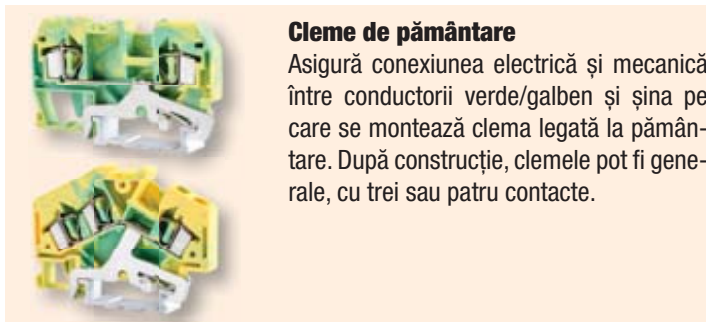 Cleme de pământare
Asigură conexiunea electrică și mecanică
între conductorii verde/galben și șina pe
care se montează clema legată la pămân-
tare. După construcție, clemele pot fi gene-
rale, cu trei sau patru contacte.